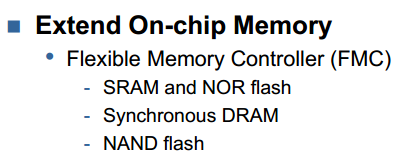 Extend On-chip Memory
Flexible Memory Controller (FMC)
- SRAM and NOR flash
- Synchronous DRAM
- NAND flash